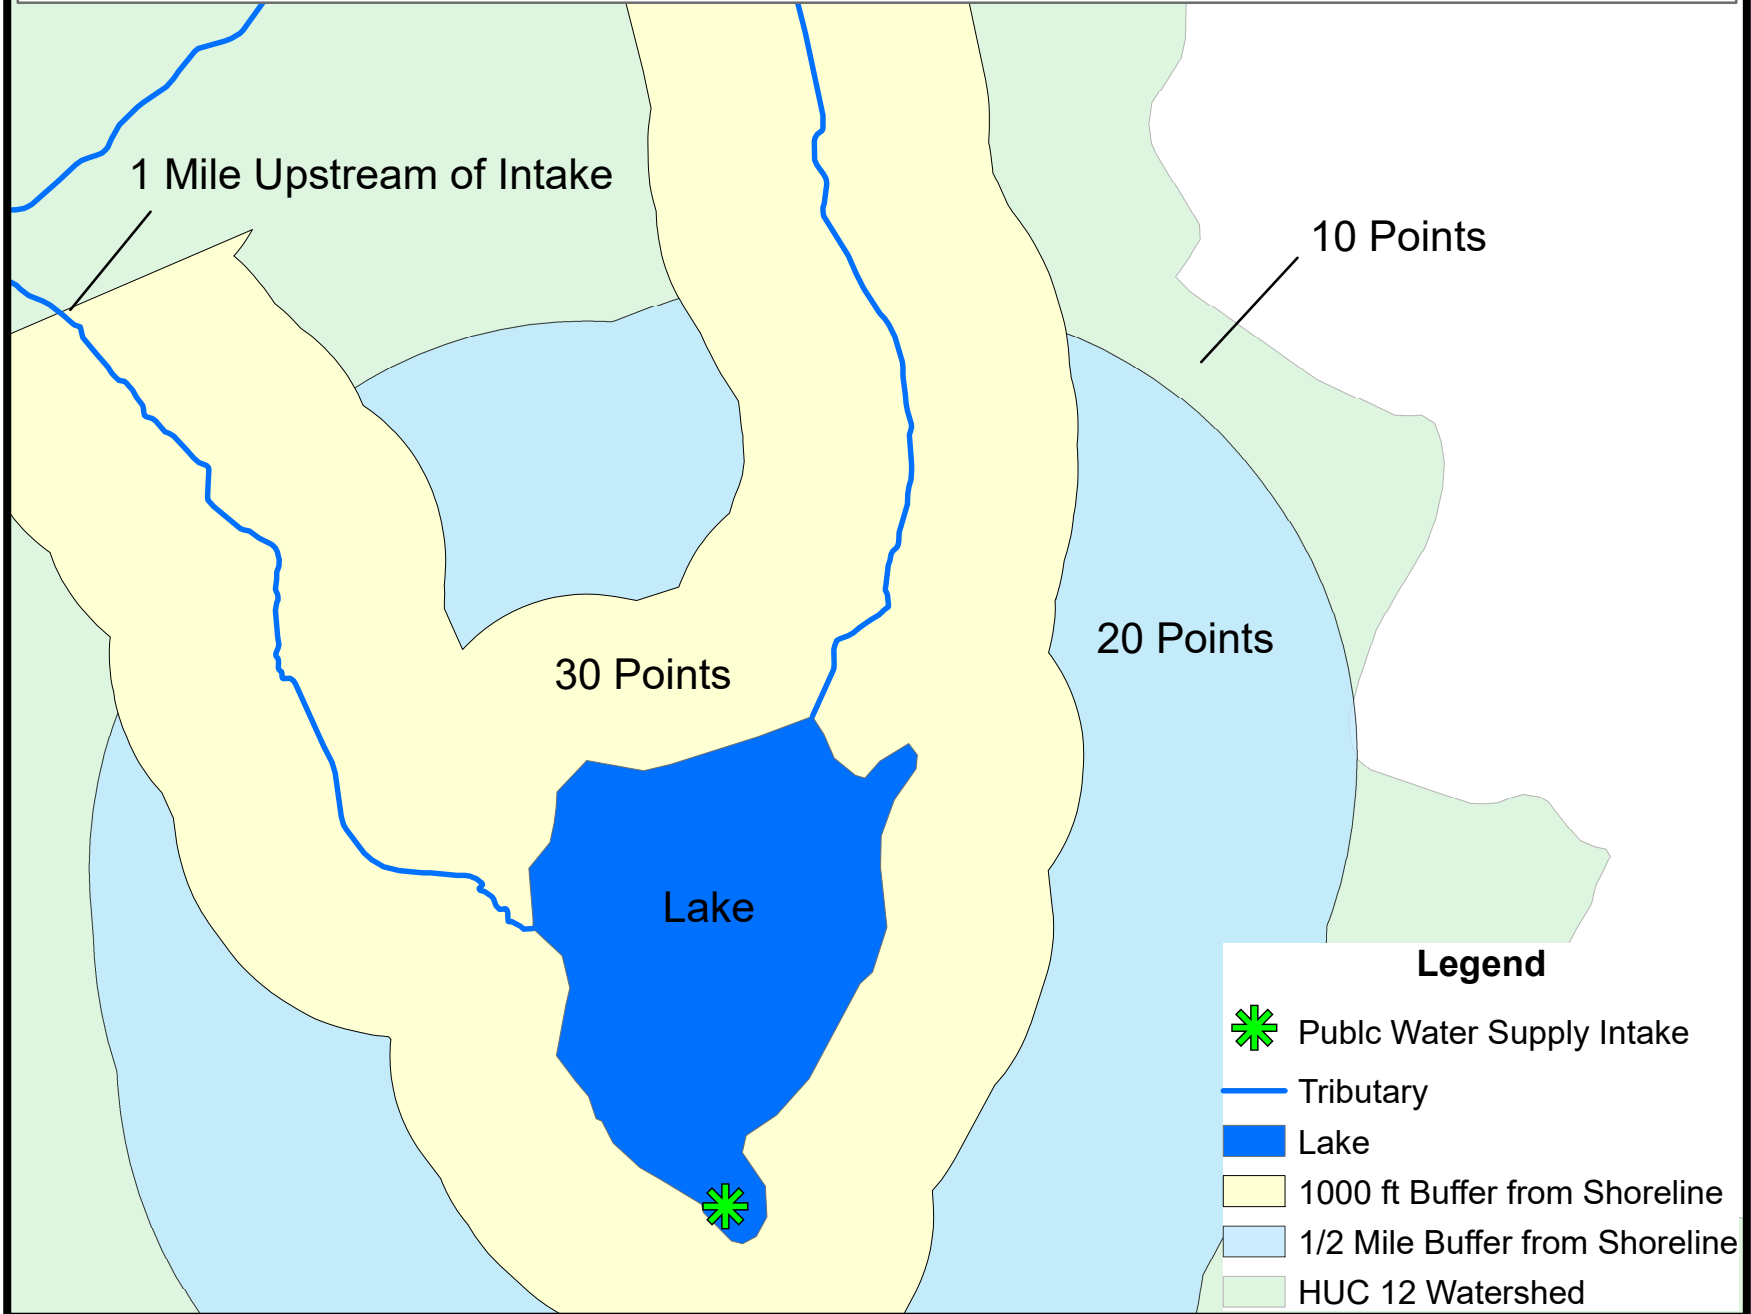 1 Mile Upstream of Intake
10 Points
20 Points
30 Points
Lake
Legend
Publc Water Supply Intake
Tributary
Lake
1000 ft Buffer from Shoreline
1/2 Mile Buffer from Shoreline
HUC 12 Watershed